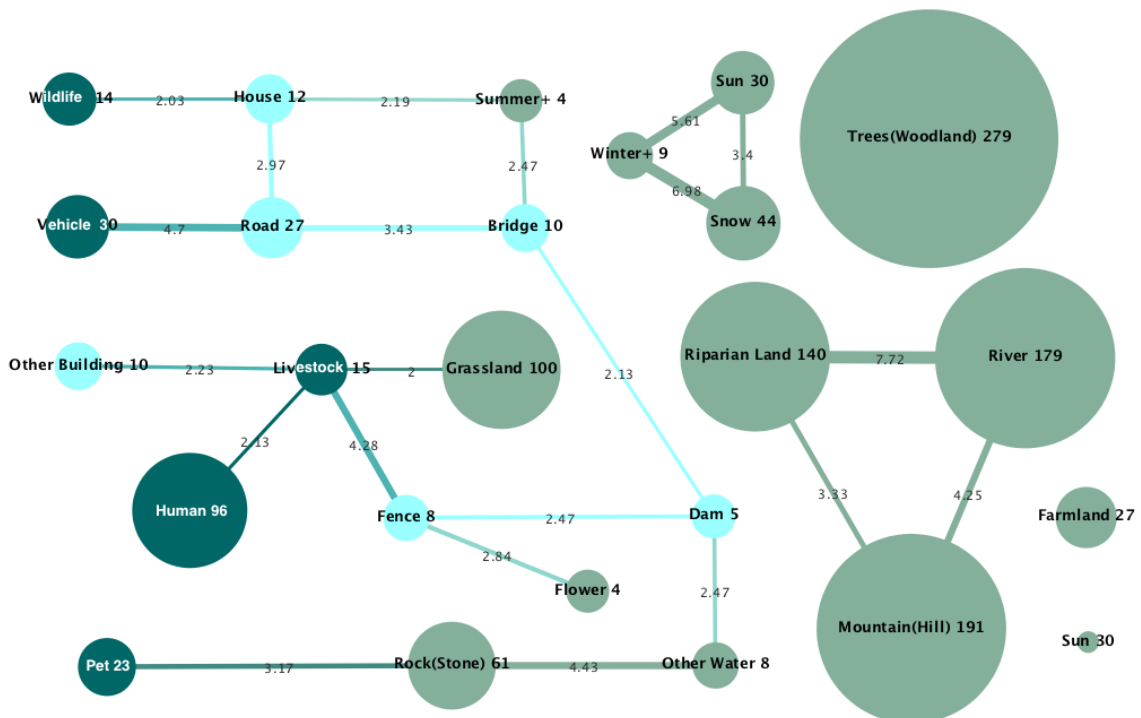 Sun 30
Wildlife 14
House 12
Summer+ 4
2.03
2.19
5.61
Trees(Woodland) 279
Winter+ 9
3.4
2.97
2.47
6.98
Vehicle 30
Road 27
Bridge 10
Snow 44
4.7
3.43
Riparian Land 140
River 179
7.72
Other Building 10
Livestock 15
Grassland 100
2.23
2
2.13
2.13
4.28
3.33
4.25
Human 96
Fence 8
Dam 5
Farmland 27
2.47
2.84
Flower 4
2.47
Mountain(Hill) 191
Sun 30
Pet 23
Rock(Stone) 61
Other Water 8
3.17
4.43